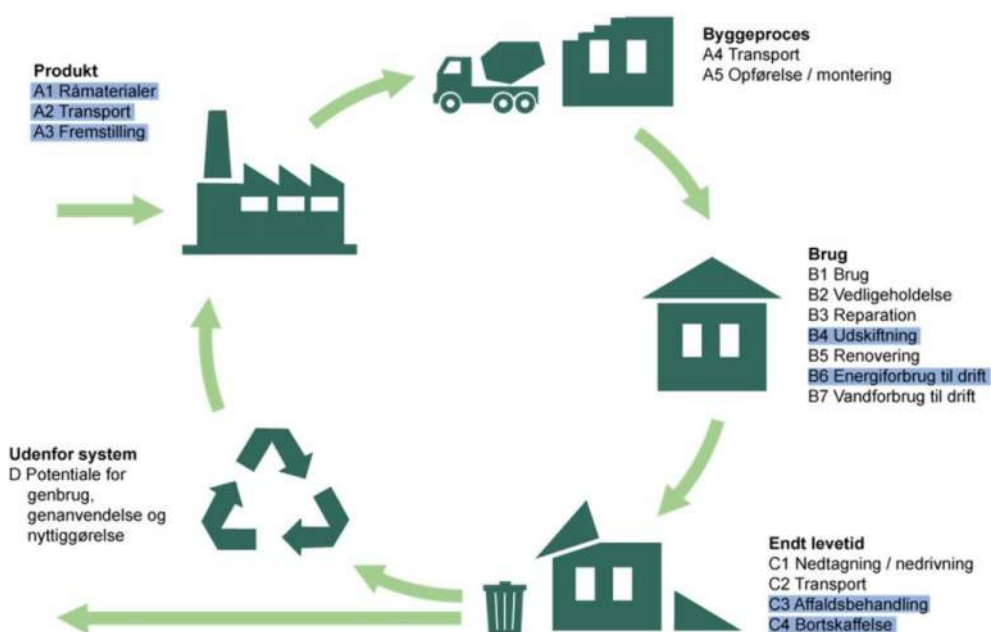 Produkt
A1 Råmaterialer
A2 Transport
A3 Fremstilling
Byggeproces
A4 Transport
A5 Opførelse / montering
Brug
B1 Brug
B2 Vedligeholdelse
B3 Reparation
B4 Udskiftning
B5 Renovering
B6 Energiforbrug til drift
B7 Vandforbrug til drift
Endt levetid
C1 Nedtagning / nedrivning
C2 Transport
C3 Affaldsbehandling
C4 Bortskaffelse
Udenfor system
D Potentiale for
genbrug,
genanvendelse og
nyttiggørelse